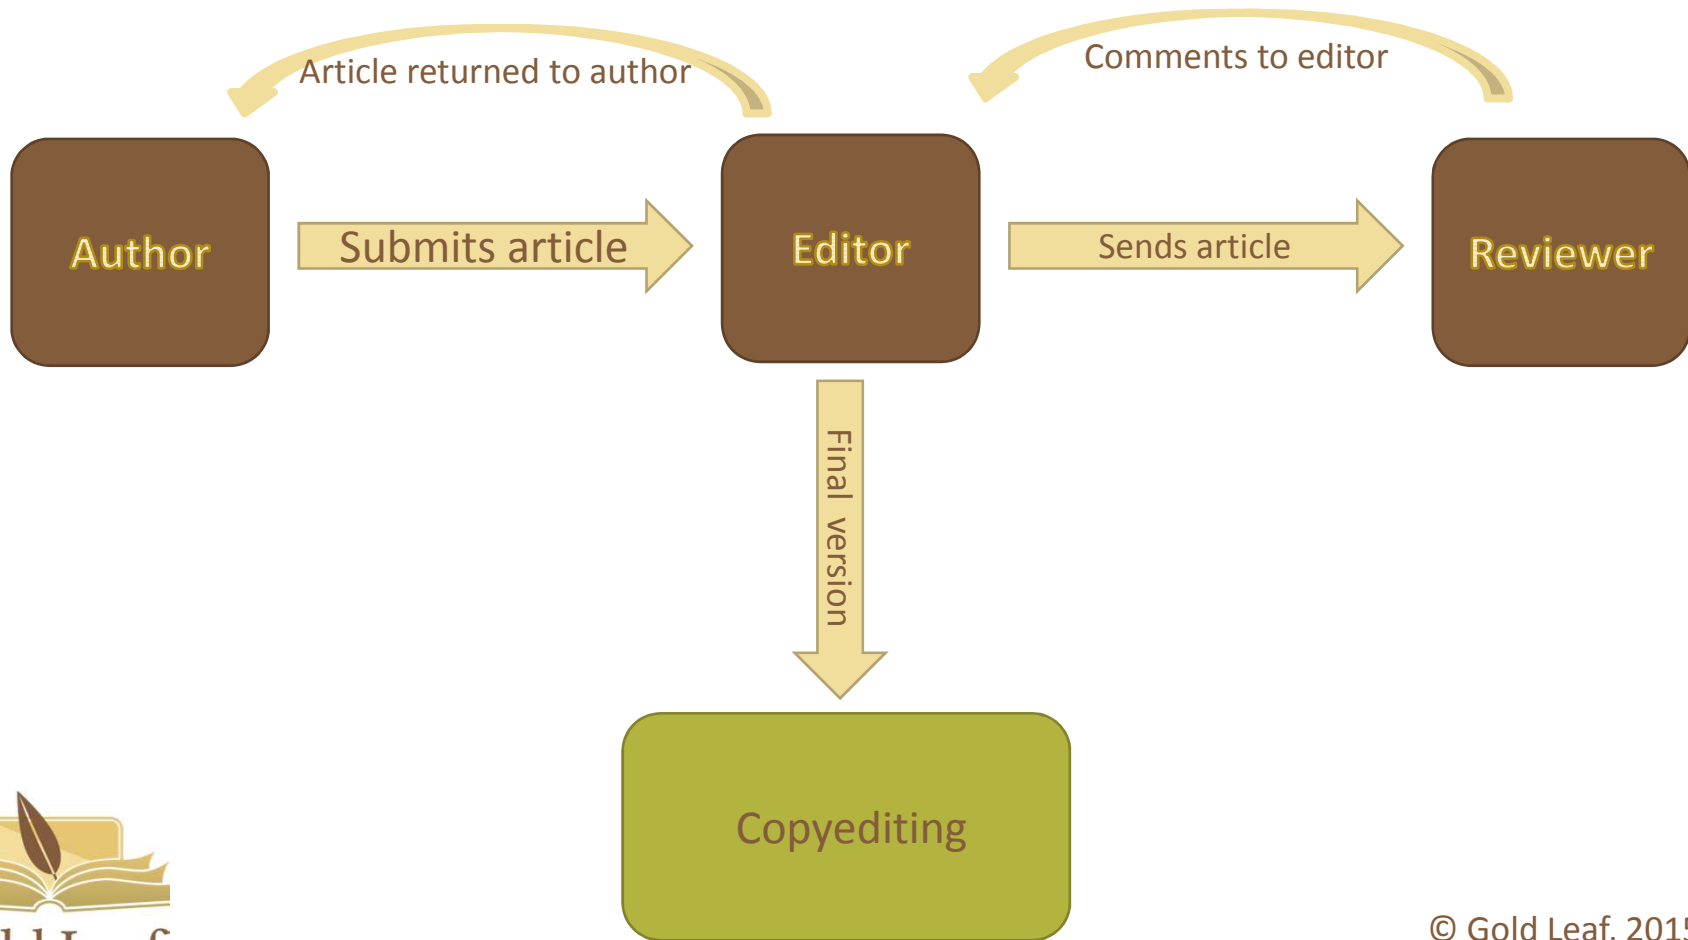 Article returned to author
Comments to editor
Author
Submits article
Editor
Sends article
Reviewer
Final version
Copyediting
© Gold Leaf, 2015